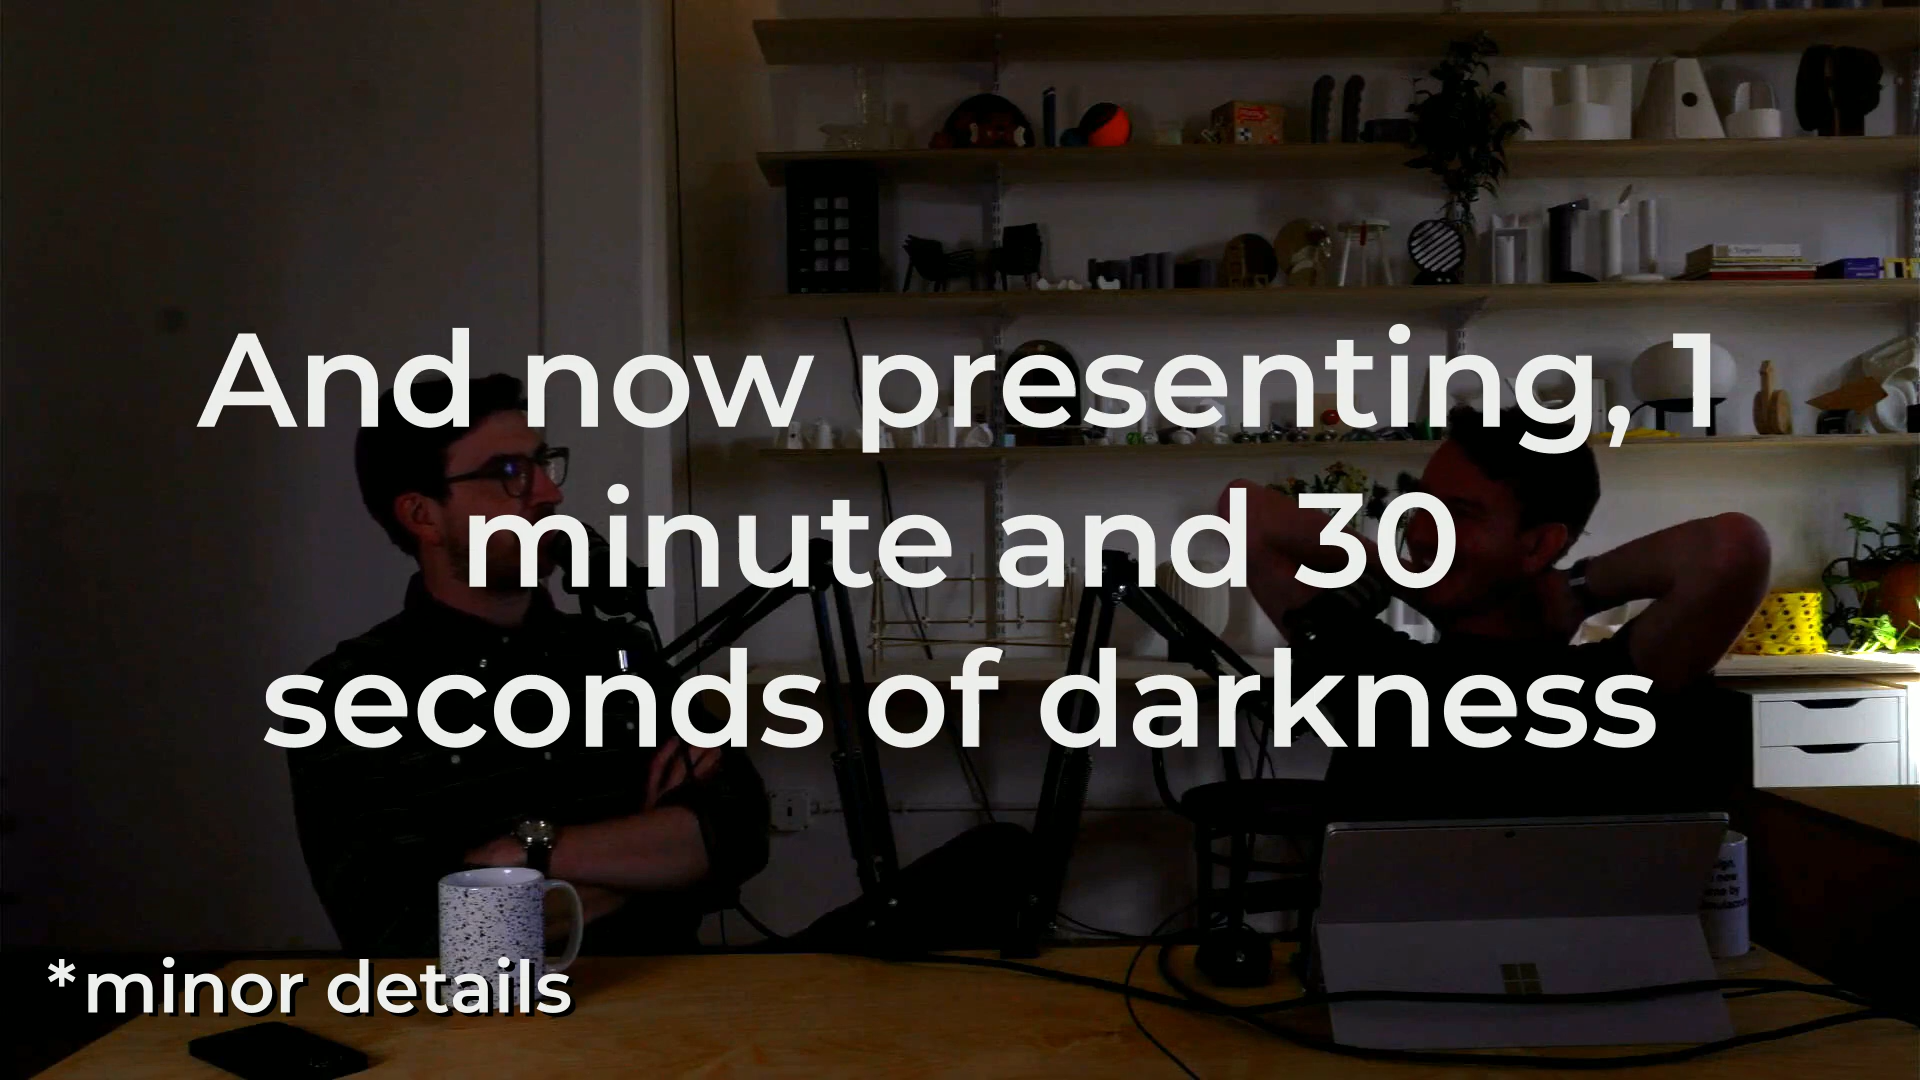 And now presenting, 1
minute and 30
seconds of darkness
*minor details